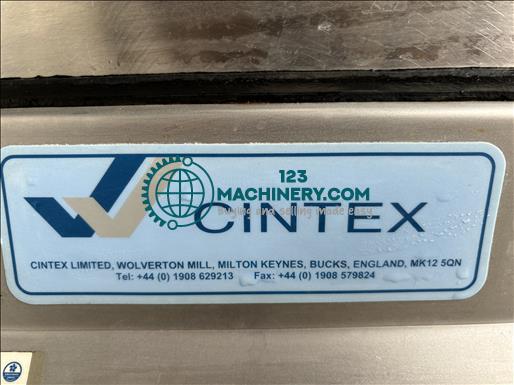 123
MACHINERY.COM
buying and selling made easy
CINTEX
CINTEX LIMITED, WOLVERTON MILL, MILTON KEYNES, BUCKS, ENGLAND, MK12 5QN
Tel: +44 (0) 1908 629213 Fax: +44 (0) 1908 579824